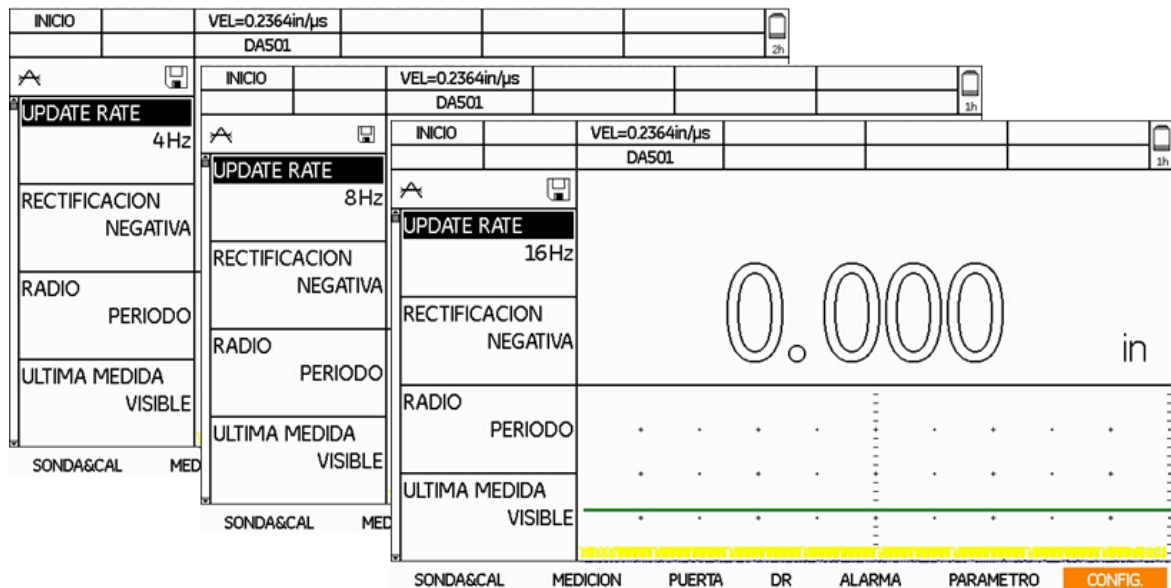 INICIO VEL=0.2364in/µs
DA501
2h
UPDATE RATE
4Hz
RECTIFICACION
NEGATIVA
RADIO
PERIODO
ULTIMA MEDIDA
VISIBLE
SONDA&CAL MED
INICIO VEL=0.2364in/µs
DA501
1h
UPDATE RATE
8Hz
RECTIFICACION
NEGATIVA
RADIO
PERIODO
ULTIMA MEDIDA
VISIBLE
SONDA&CAL MED
INICIO VEL=0.2364in/µs
DA501
1h
UPDATE RATE
16Hz
RECTIFICACION
NEGATIVA
0.000 in
RADIO
PERIODO
ULTIMA MEDIDA
VISIBLE
SONDA&CAL MEDICION PUERTA DR ALARMA PARAMETRO CONFIG.